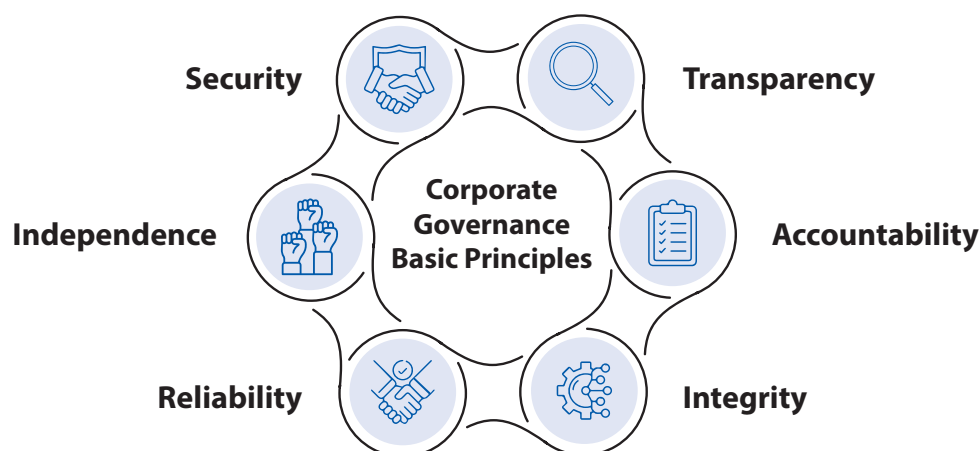 Security
Transparency
Corporate
Governance
Basic Principles
Independence
Accountability
Reliability
Integrity